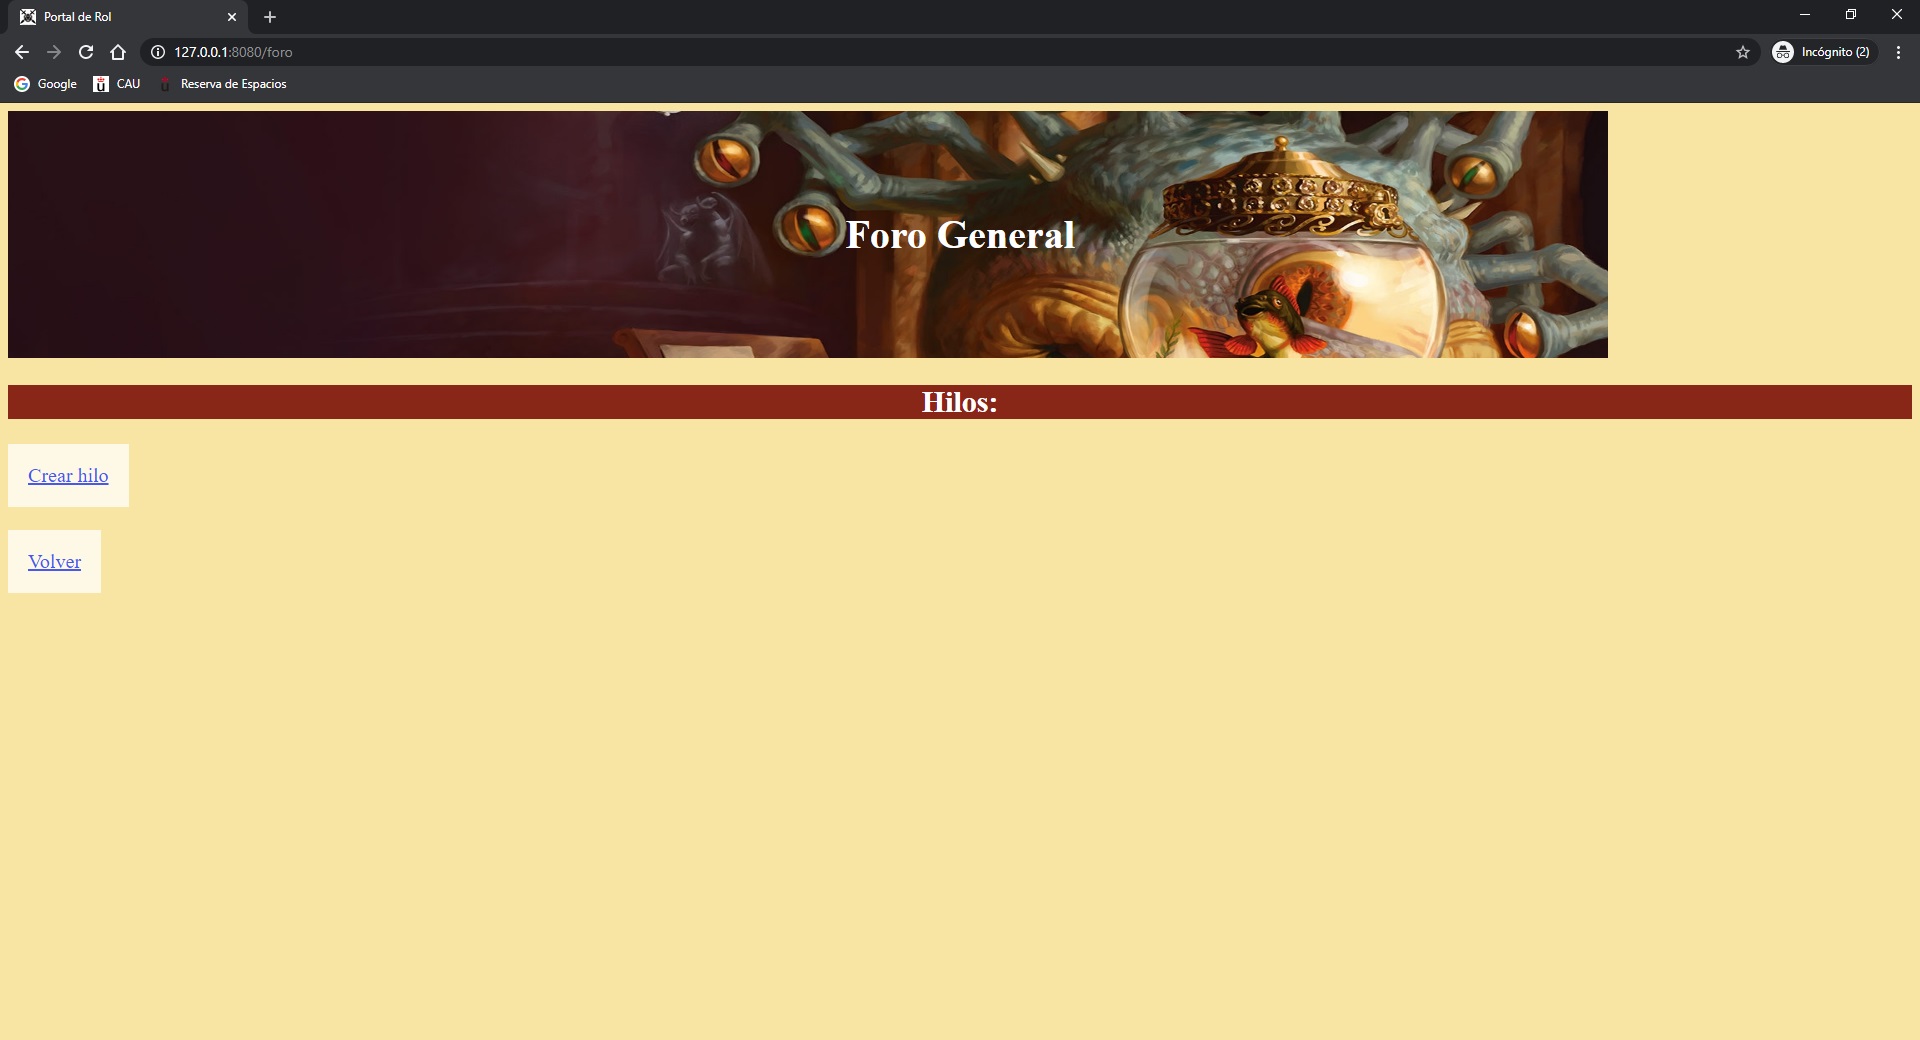 Portal de Rol
127.0.0.1:8080/foro
Incógnito (2)
Google
CAU
Reserva de Espacios
Foro General
Hilos:
Crear hilo
Volver